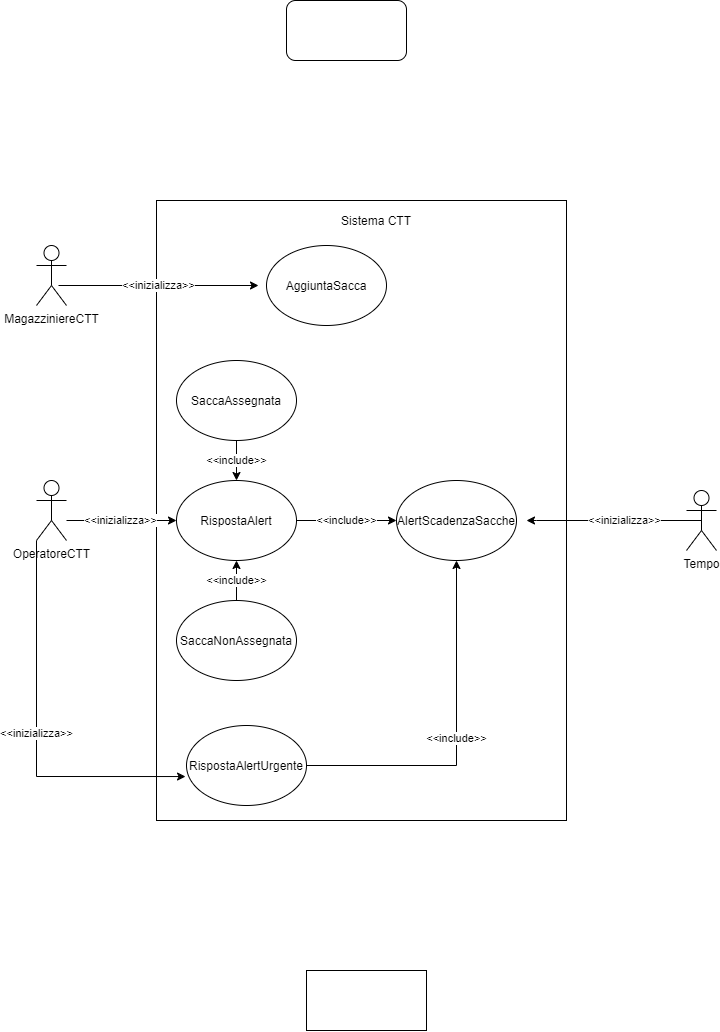 Sistema CTT
<<inizializza>>
AggiuntaSacca
MagazziniereCTT
SaccaAssegnata
<<include>>
<<inizializza>>
RispostaAlert
<<include>>
AlertScadenzaSacche
<<inizializza>>
OperatoreCTT
Tempo
<<include>>
SaccaNonAssegnata
<<inizializza>>
<<include>>
RispostaAlertUrgente